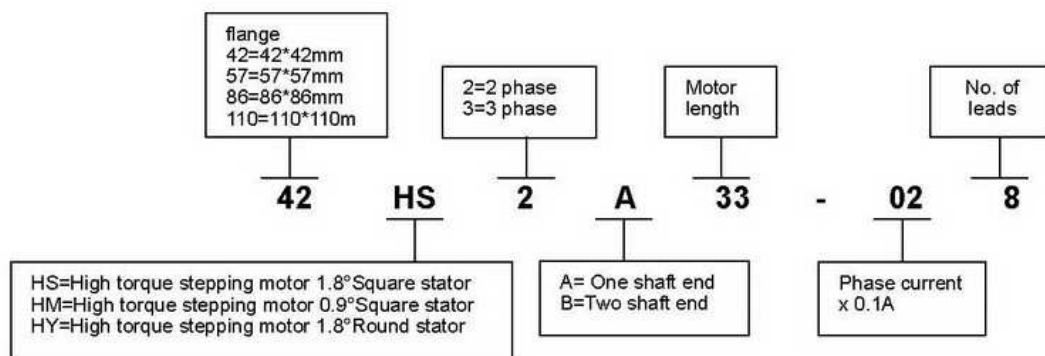 flange
42=42*42mm
57=57*57mm
86=86*86mm
110=110*110m
2=2 phase
3=3 phase
Motor
length
No. of
leads
42 HS 2 A 33 - 02 8
HS=High torque stepping motor 1.8°Square stator
HM=High torque stepping motor 0.9°Square stator
HY=High torque stepping motor 1.8°Round stator
A= One shaft end
B=Two shaft end
Phase current
x 0.1A